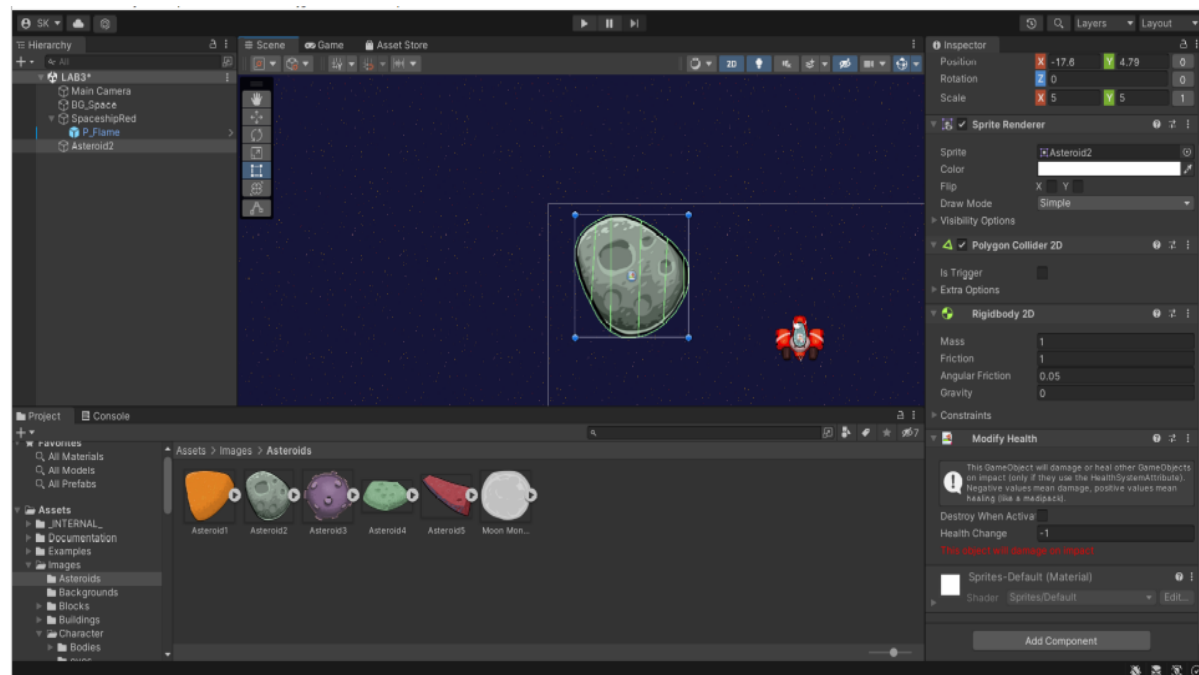 SK
Layers
Layout
Hierarchy
All
LAB3*
Main Camera
BG_Space
SpaceshipRed
P_Flame
Asteroid2
Scene
Game
Asset Store
2D
Inspector
Position X -17.6 Y 4.79 0
Rotation Z 0 0
Scale X 5 Y 5 1
Sprite Renderer
Sprite Asteroid2
Color
Flip X Y
Draw Mode Simple
Visibility Options
Polygon Collider 2D
Is Trigger
Extra Options
Rigidbody 2D
Mass 1
Friction 1
Angular Friction 0.05
Gravity 0
Constraints
Modify Health
This GameObject will damage or heal other GameObjects
on impact (only if they use the HealthSystemAttribute).
Negative values mean damage, positive values mean
healing (like a medipack).
Destroy When Activa
Health Change -1
This object will damage on impact
Sprites-Default (Material)
Shader Sprites/Default Edit...
Add Component
Project
Console
7
Favorites
All Materials
All Models
All Prefabs
Assets
_INTERNAL_
Documentation
Examples
Images
Asteroids
Backgrounds
Blocks
Buildings
Character
Bodies
Assets > Images > Asteroids
Asteroid1 Asteroid2 Asteroid3 Asteroid4 Asteroid5 Moon Mon...